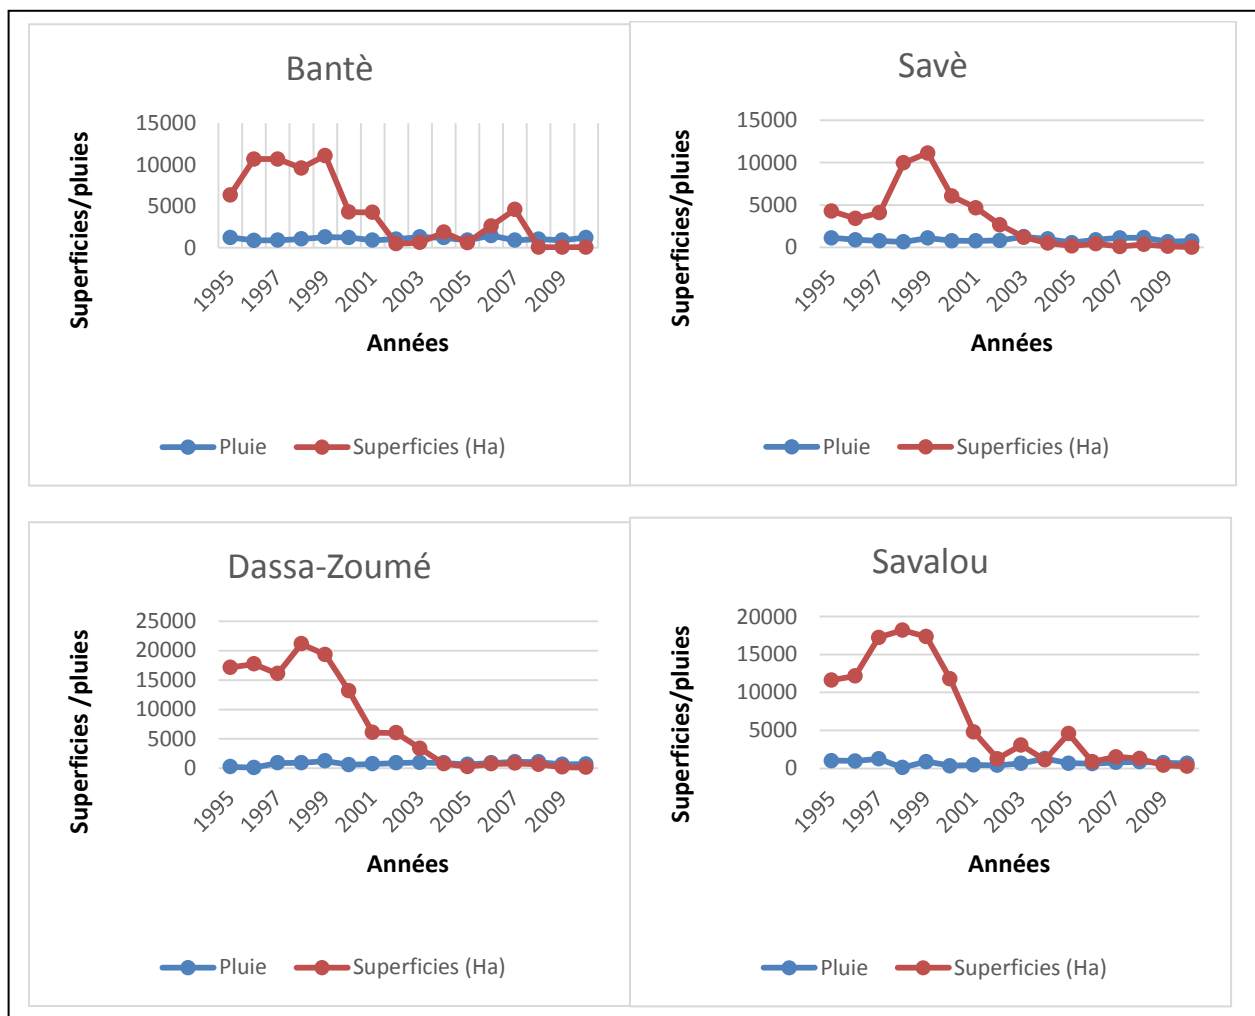 Bantè
Superficies/pluies
15000
10000
5000
0
1995
1997
1999
2001
2003
2005
2007
2009
Années
Pluie
Superficies (Ha)
Savè
Superficies/pluies
15000
10000
5000
0
1995
1997
1999
2001
2003
2005
2007
2009
Années
Pluie
Superficies (Ha)
Dassa-Zoumé
Superficies /pluies
25000
20000
15000
10000
5000
0
1995
1997
1999
2001
2003
2005
2007
2009
Années
Pluie
Superficies (Ha)
Savalou
Superficies/pluies
20000
15000
10000
5000
0
1995
1997
1999
2001
2003
2005
2007
2009
Années
Pluie
Superficies (Ha)